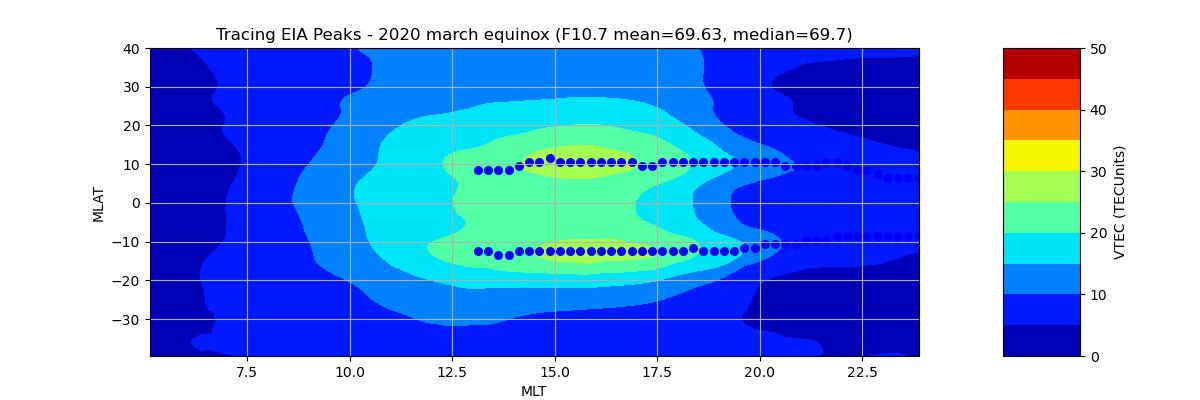 Tracing EIA Peaks - 2020 march equinox (F10.7 mean=69.63, median=69.7)
40
30
20
10
0
−10
−20
−30
MLAT
7.5 10.0 12.5 15.0 17.5 20.0 22.5
MLT
50
40
30
20
10
0
VTEC (TECUnits)